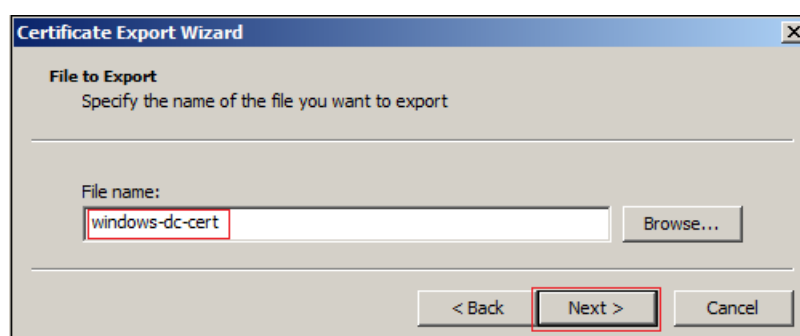 Certificate Export Wizard
File to Export
Specify the name of the file you want to export
File name:
windows-dc-cert
Browse...
< Back Next > Cancel